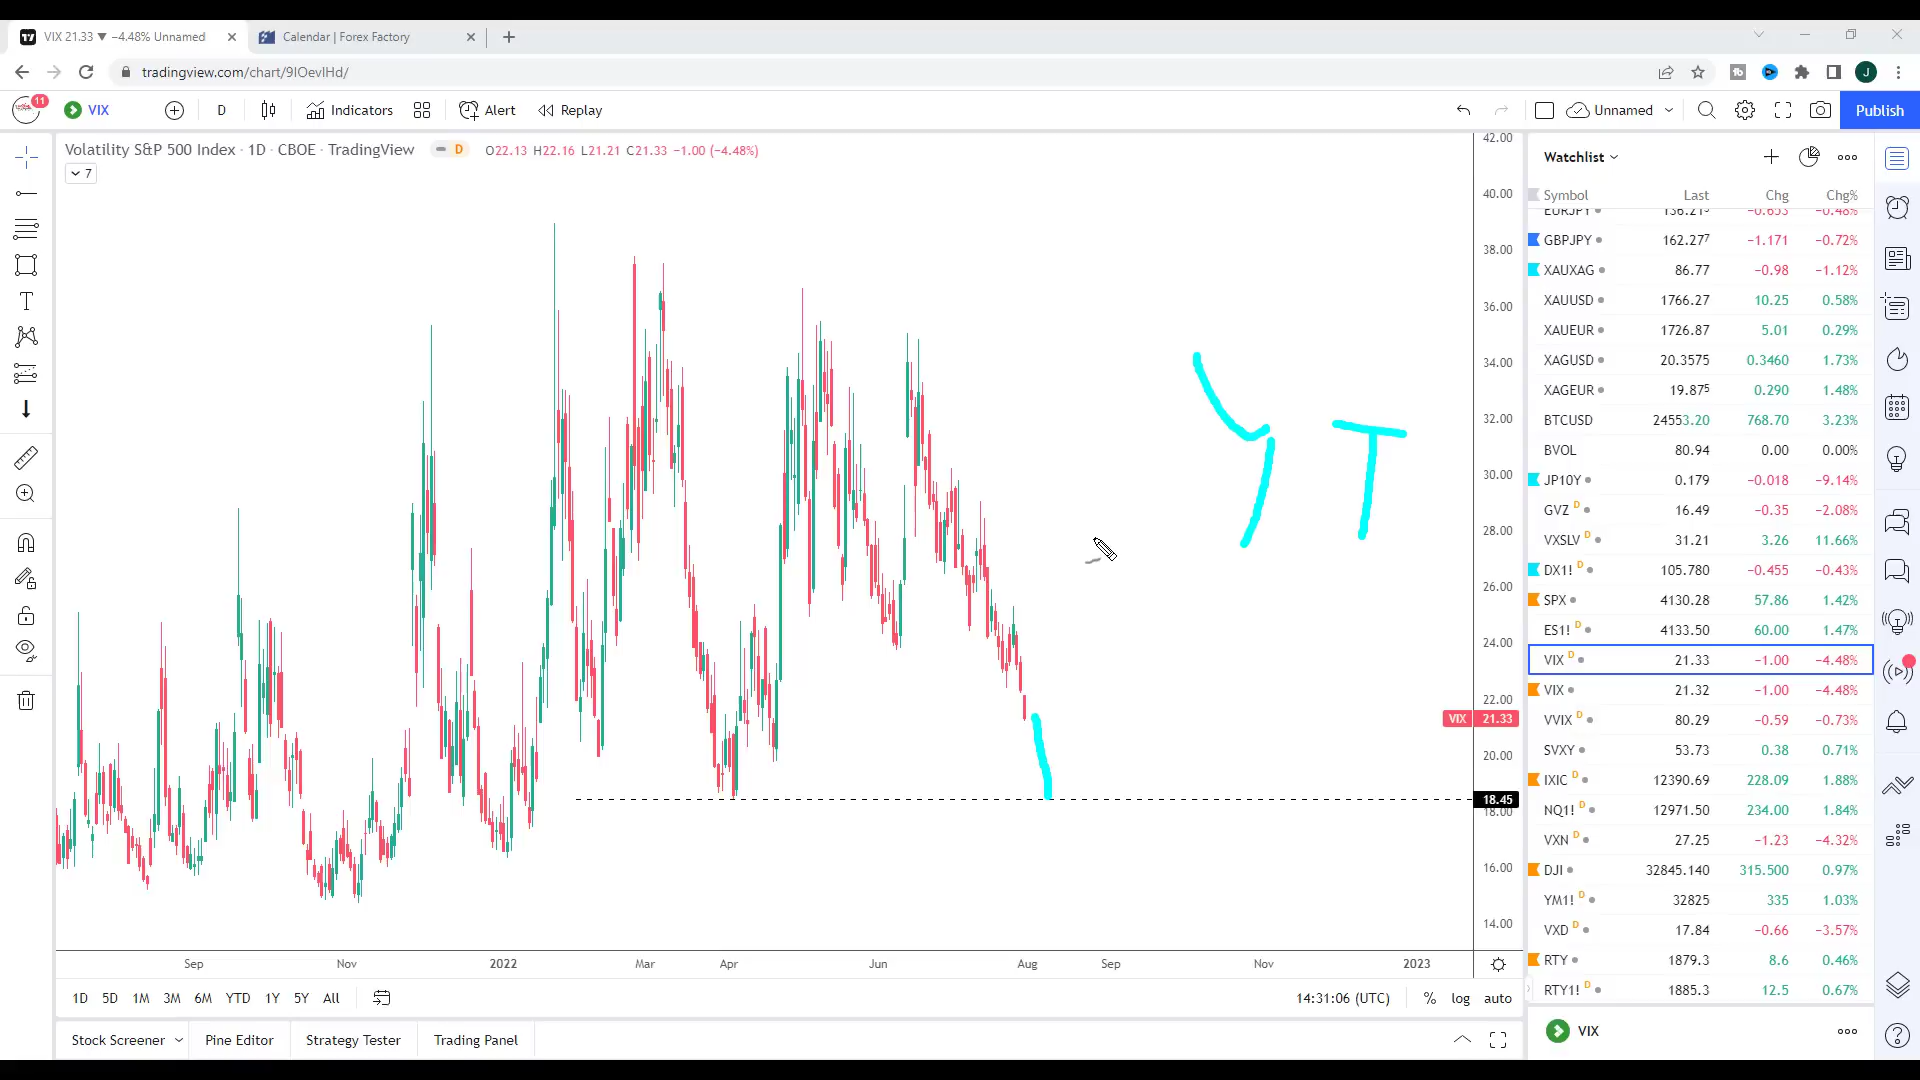 VIX 21.33 ▼ −4.48% Unnamed
Calendar | Forex Factory
tradingview.com/chart/9IOevIHd/
J
11
VIX
D
Indicators
Alert
Replay
Unnamed
Publish
Volatility S&P 500 Index · 1D · CBOE · TradingView
D
O22.13 H22.16 L21.21 C21.33 −1.00 (−4.48%)
7
Y T
42.00
40.00
38.00
36.00
34.00
32.00
30.00
28.00
26.00
24.00
22.00
VIX 21.33
20.00
18.45
18.00
16.00
14.00
Sep Nov 2022 Mar Apr Jun Aug Sep Nov 2023
1D 5D 1M 3M 6M YTD 1Y 5Y All
14:31:06 (UTC) % log auto
Stock Screener Pine Editor Strategy Tester Trading Panel
Watchlist
Symbol Last Chg Chg%
EURJPY 136.21⁵ −0.653 −0.48%
GBPJPY 162.27⁷ −1.171 −0.72%
XAUXAG 86.77 −0.98 −1.12%
XAUUSD 1766.27 10.25 0.58%
XAUEUR 1726.87 5.01 0.29%
XAGUSD 20.3575 0.3460 1.73%
XAGEUR 19.87⁵ 0.290 1.48%
BTCUSD 24553.20 768.70 3.23%
BVOL 80.94 0.00 0.00%
JP10Y 0.179 −0.018 −9.14%
GVZ D 16.49 −0.35 −2.08%
VXSLV D 31.21 3.26 11.66%
DX1! D 105.780 −0.455 −0.43%
SPX 4130.28 57.86 1.42%
ES1! D 4133.50 60.00 1.47%
VIX D 21.33 −1.00 −4.48%
VIX 21.32 −1.00 −4.48%
VVIX D 80.29 −0.59 −0.73%
SVXY 53.73 0.38 0.71%
IXIC D 12390.69 228.09 1.88%
NQ1! D 12971.50 234.00 1.84%
VXN D 27.25 −1.23 −4.32%
DJI 32845.140 315.500 0.97%
YM1! D 32825 335 1.03%
VXD D 17.84 −0.66 −3.57%
RTY 1879.3 8.6 0.46%
RTY1! D 1885.3 12.5 0.67%
VIX